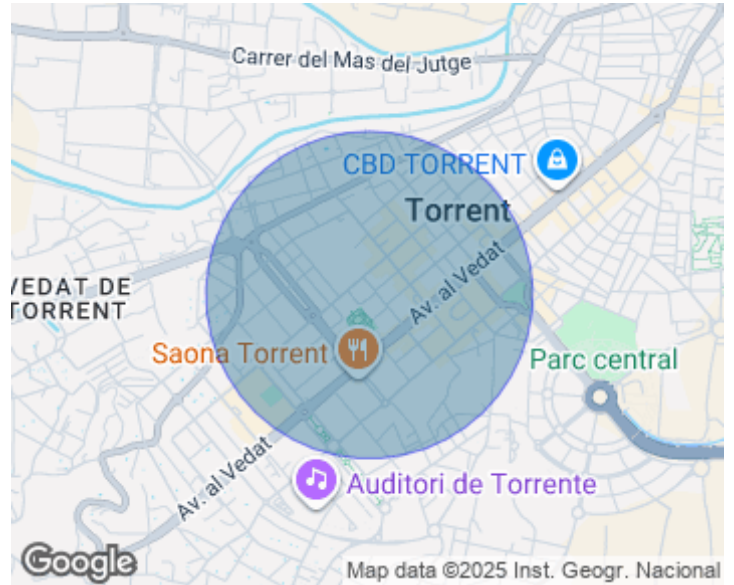 Carrer del Mas del Jutge
CBD TORRENT
Torrent
VEDAT DE
TORRENT
Av. al Vedat
Saona Torrent
Parc central
Av. al Vedat
Auditori de Torrente
Google
Map data ©2025 Inst. Geogr. Nacional